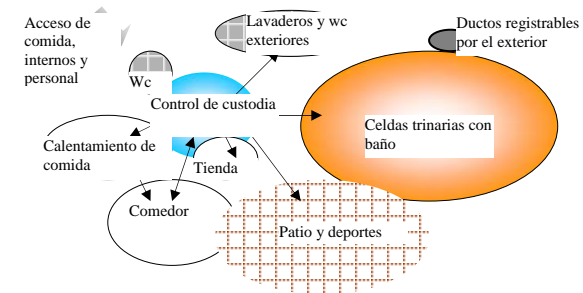 Acceso de
comida,
internos y
personal
Lavaderos y wc
exteriores
Ductos registrables
por el exterior
Wc
Control de custodia
Celdas trinarias con
baño
Calentamiento de
comida
Tienda
Comedor
Patio y deportes